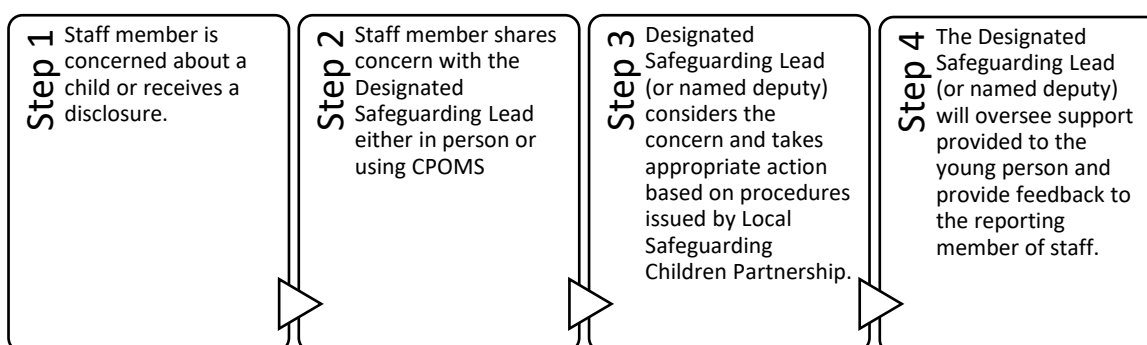 Step 1
Staff member is
concerned about a
child or receives a
disclosure.
Step 2
Staff member shares
concern with the
Designated
Safeguarding Lead
either in person or
using CPOMS
Step 3
Designated
Safeguarding Lead
(or named deputy)
considers the
concern and takes
appropriate action
based on procedures
issued by Local
Safeguarding
Children Partnership.
Step 4
The Designated
Safeguarding Lead
(or named deputy)
will oversee support
provided to the
young person and
provide feedback to
the reporting
member of staff.